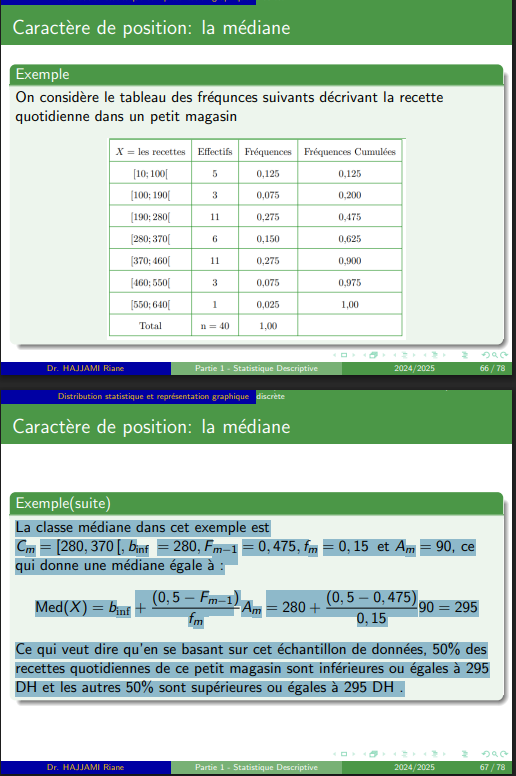 Caractère de position: la médiane
Exemple
On considère le tableau des fréqunces suivants décrivant la recette
quotidienne dans un petit magasin
X = les recettes Effectifs Fréquences Fréquences Cumulées
[10; 100[ 5 0,125 0,125
[100; 190[ 3 0,075 0,200
[190; 280[ 11 0,275 0,475
[280; 370[ 6 0,150 0,625
[370; 460[ 11 0,275 0,900
[460; 550[ 3 0,075 0,975
[550; 640[ 1 0,025 1,00
Total n = 40 1,00
Dr. HAJJAMI Riane Partie 1 - Statistique Descriptive 2024/2025 66 / 78
Distribution statistique et représentation graphique discrète
Caractère de position: la médiane
Exemple(suite)
La classe médiane dans cet exemple est
C_m = [280, 370 [, b_inf = 280, F_{m−1} = 0, 475, f_m = 0, 15 et A_m = 90, ce
qui donne une médiane égale à :
Med(X) = b_inf + (0, 5 − F_{m−1}) / f_m A_m = 280 + (0, 5 − 0, 475) / 0, 15 90 = 295
Ce qui veut dire qu'en se basant sur cet échantillon de données, 50% des
recettes quotidiennes de ce petit magasin sont inférieures ou égales à 295
DH et les autres 50% sont supérieures ou égales à 295 DH .
Dr. HAJJAMI Riane Partie 1 - Statistique Descriptive 2024/2025 67 / 78